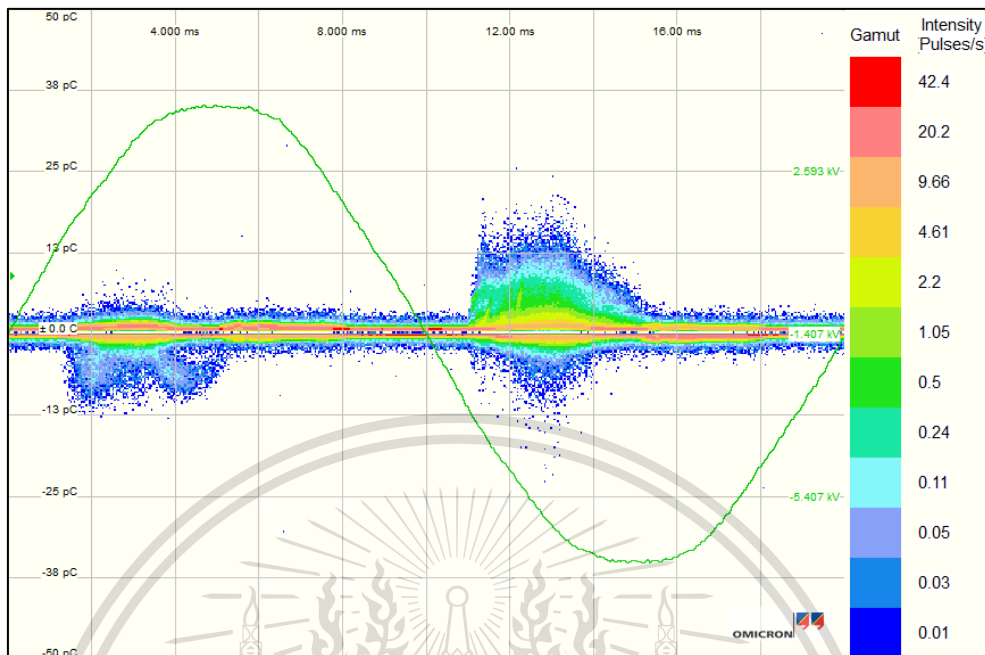 50 pC
4.000 ms 8.000 ms 12.00 ms 16.00 ms
38 pC
25 pC
2.593 kV
13 pC
± 0.0 C
-1.407 kV
-13 pC
-25 pC
-5.407 kV
-38 pC
-50 pC
OMICRON
Gamut
Intensity
[Pulses/s]
42.4
20.2
9.66
4.61
2.2
1.05
0.5
0.24
0.11
0.05
0.03
0.01